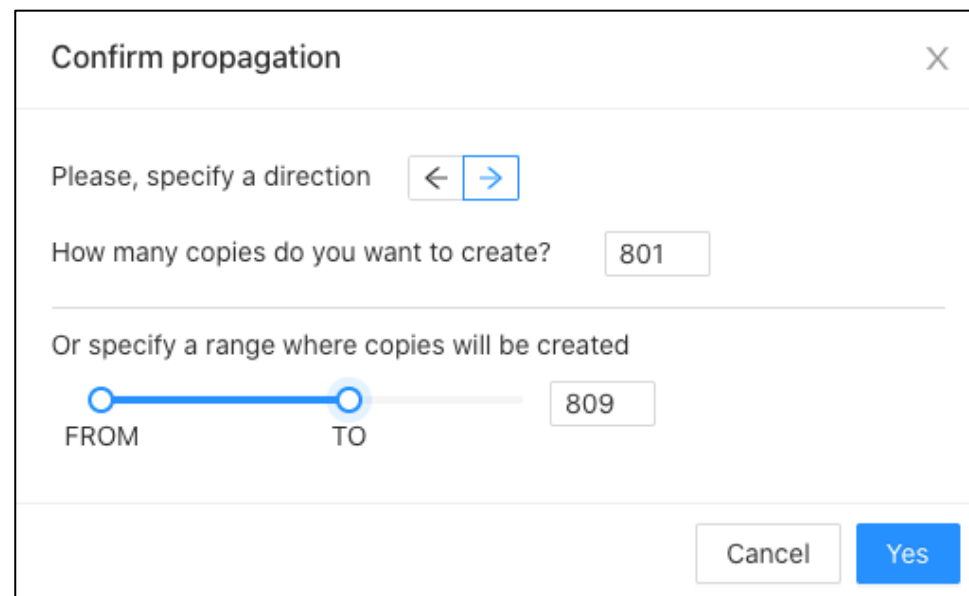 Confirm propagation
Please, specify a direction
How many copies do you want to create? 801
Or specify a range where copies will be created
809
FROM TO
Cancel Yes